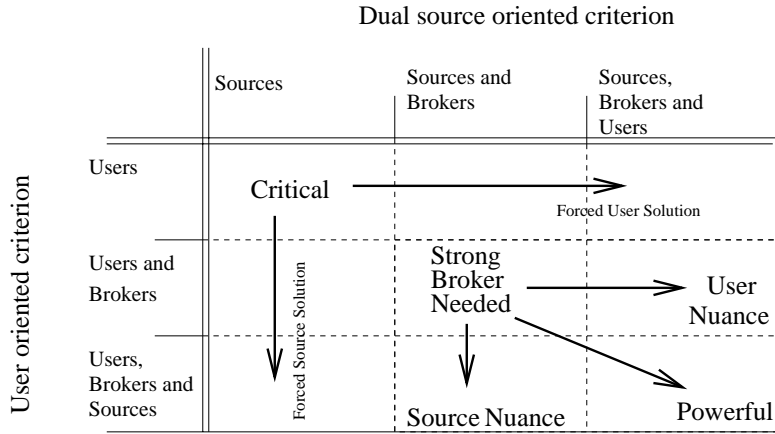 Dual source oriented criterion
Sources
Sources and
Brokers
Sources,
Brokers and
Users
User oriented criterion
Users
Critical
Forced User Solution
Users and
Brokers
Forced Source Solution
Strong
Broker
Needed
User
Nuance
Users,
Brokers and
Sources
Source Nuance
Powerful